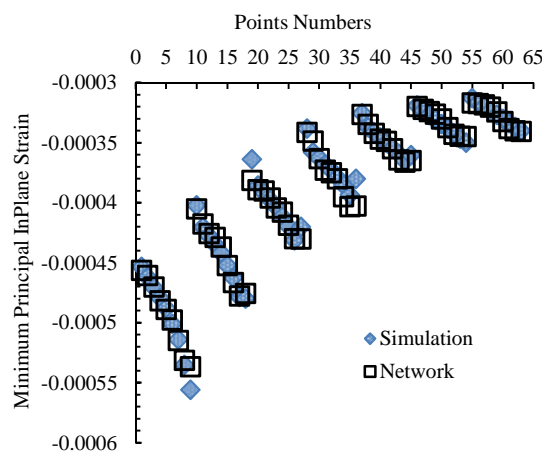 Points Numbers
0 5 10 15 20 25 30 35 40 45 50 55 60 65
-0.0003
-0.00035
-0.0004
-0.00045
-0.0005
-0.00055
-0.0006
Minimum Principal InPlane Strain
Simulation
Network